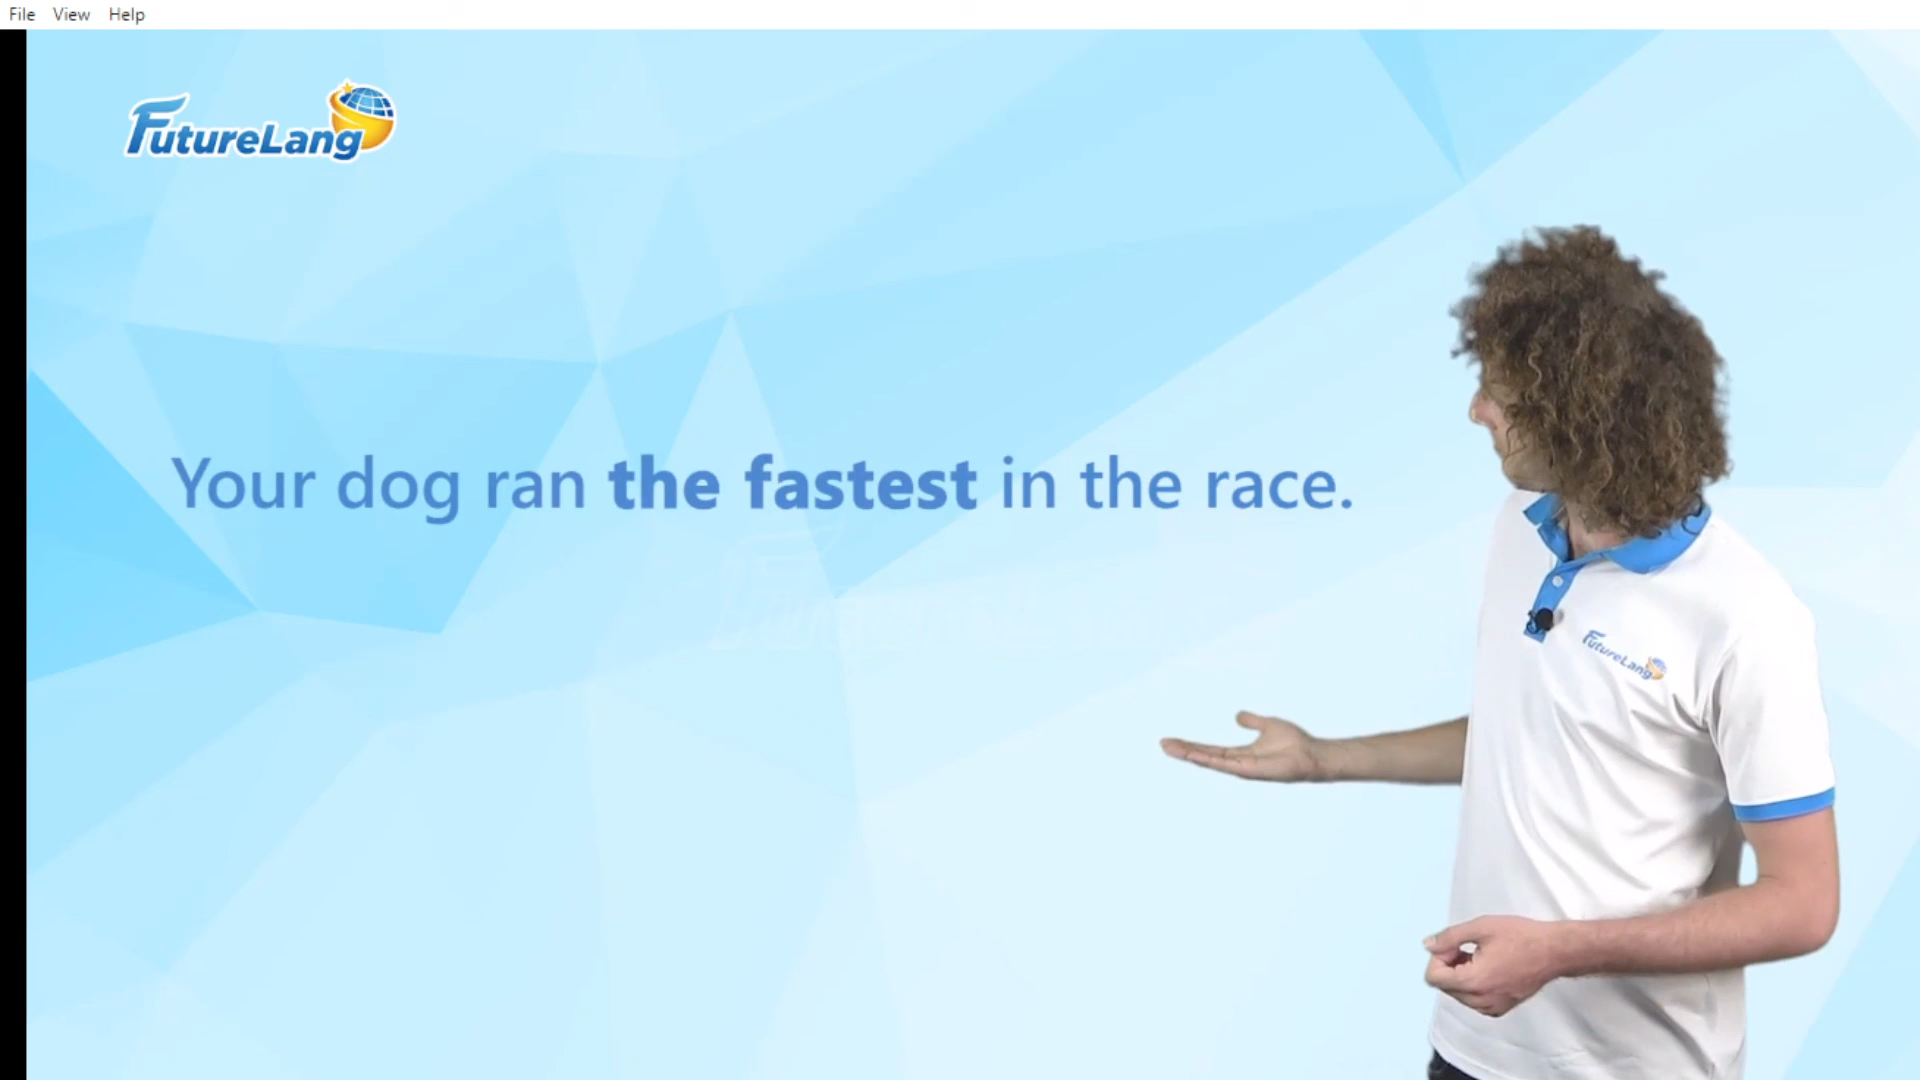 File View Help
FutureLang
Your dog ran the fastest in the race.
FutureLang